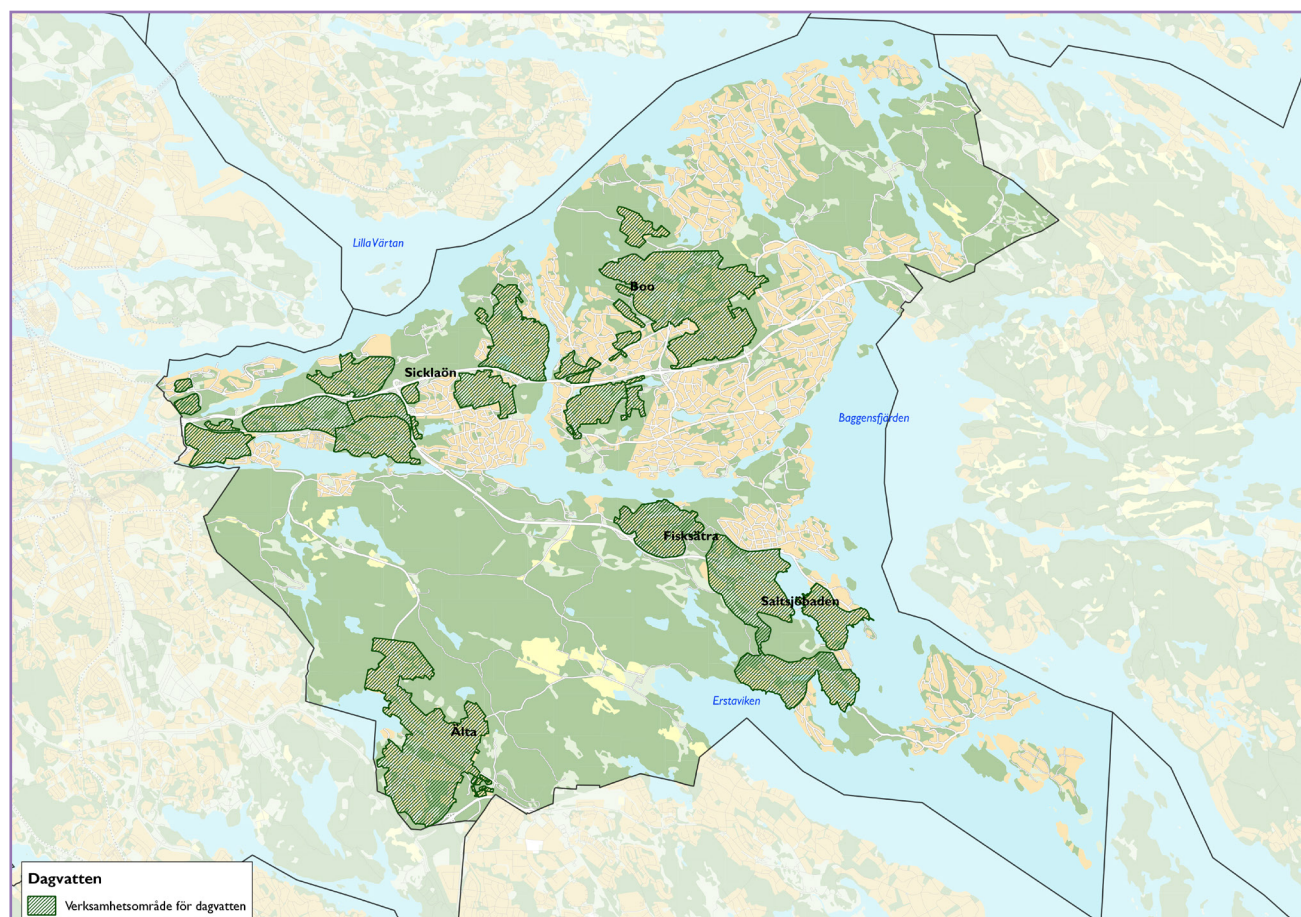 Lilla Värtan
Boo
Sicklaön
Baggensfjärden
Fisksätra
Saltsjöbaden
Erstaviken
Älta
Dagvatten
Verksamhetsområde för dagvatten